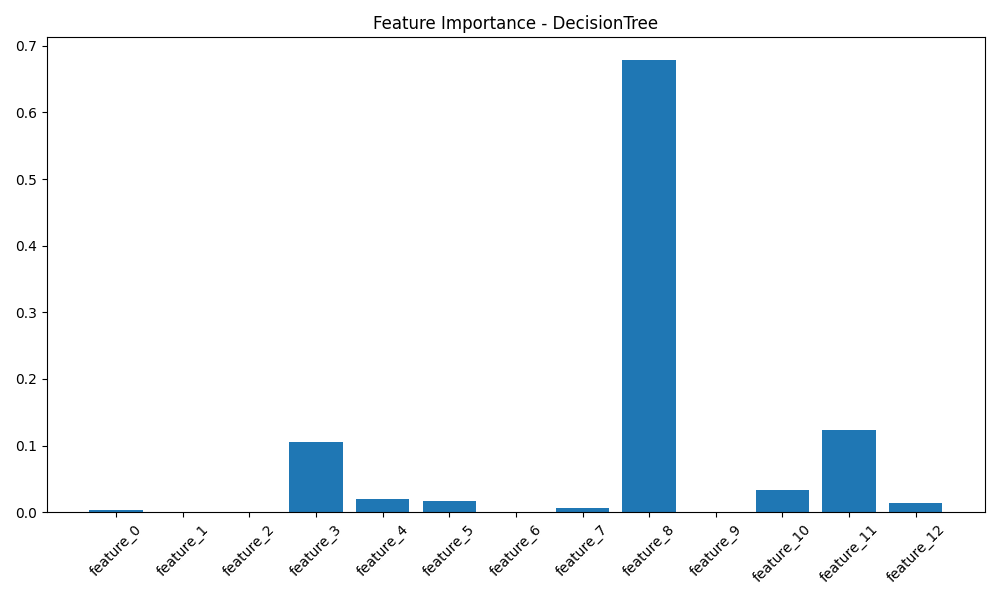 Feature Importance - DecisionTree
0.7
0.6
0.5
0.4
0.3
0.2
0.1
0.0
feature_0
feature_1
feature_2
feature_3
feature_4
feature_5
feature_6
feature_7
feature_8
feature_9
feature_10
feature_11
feature_12